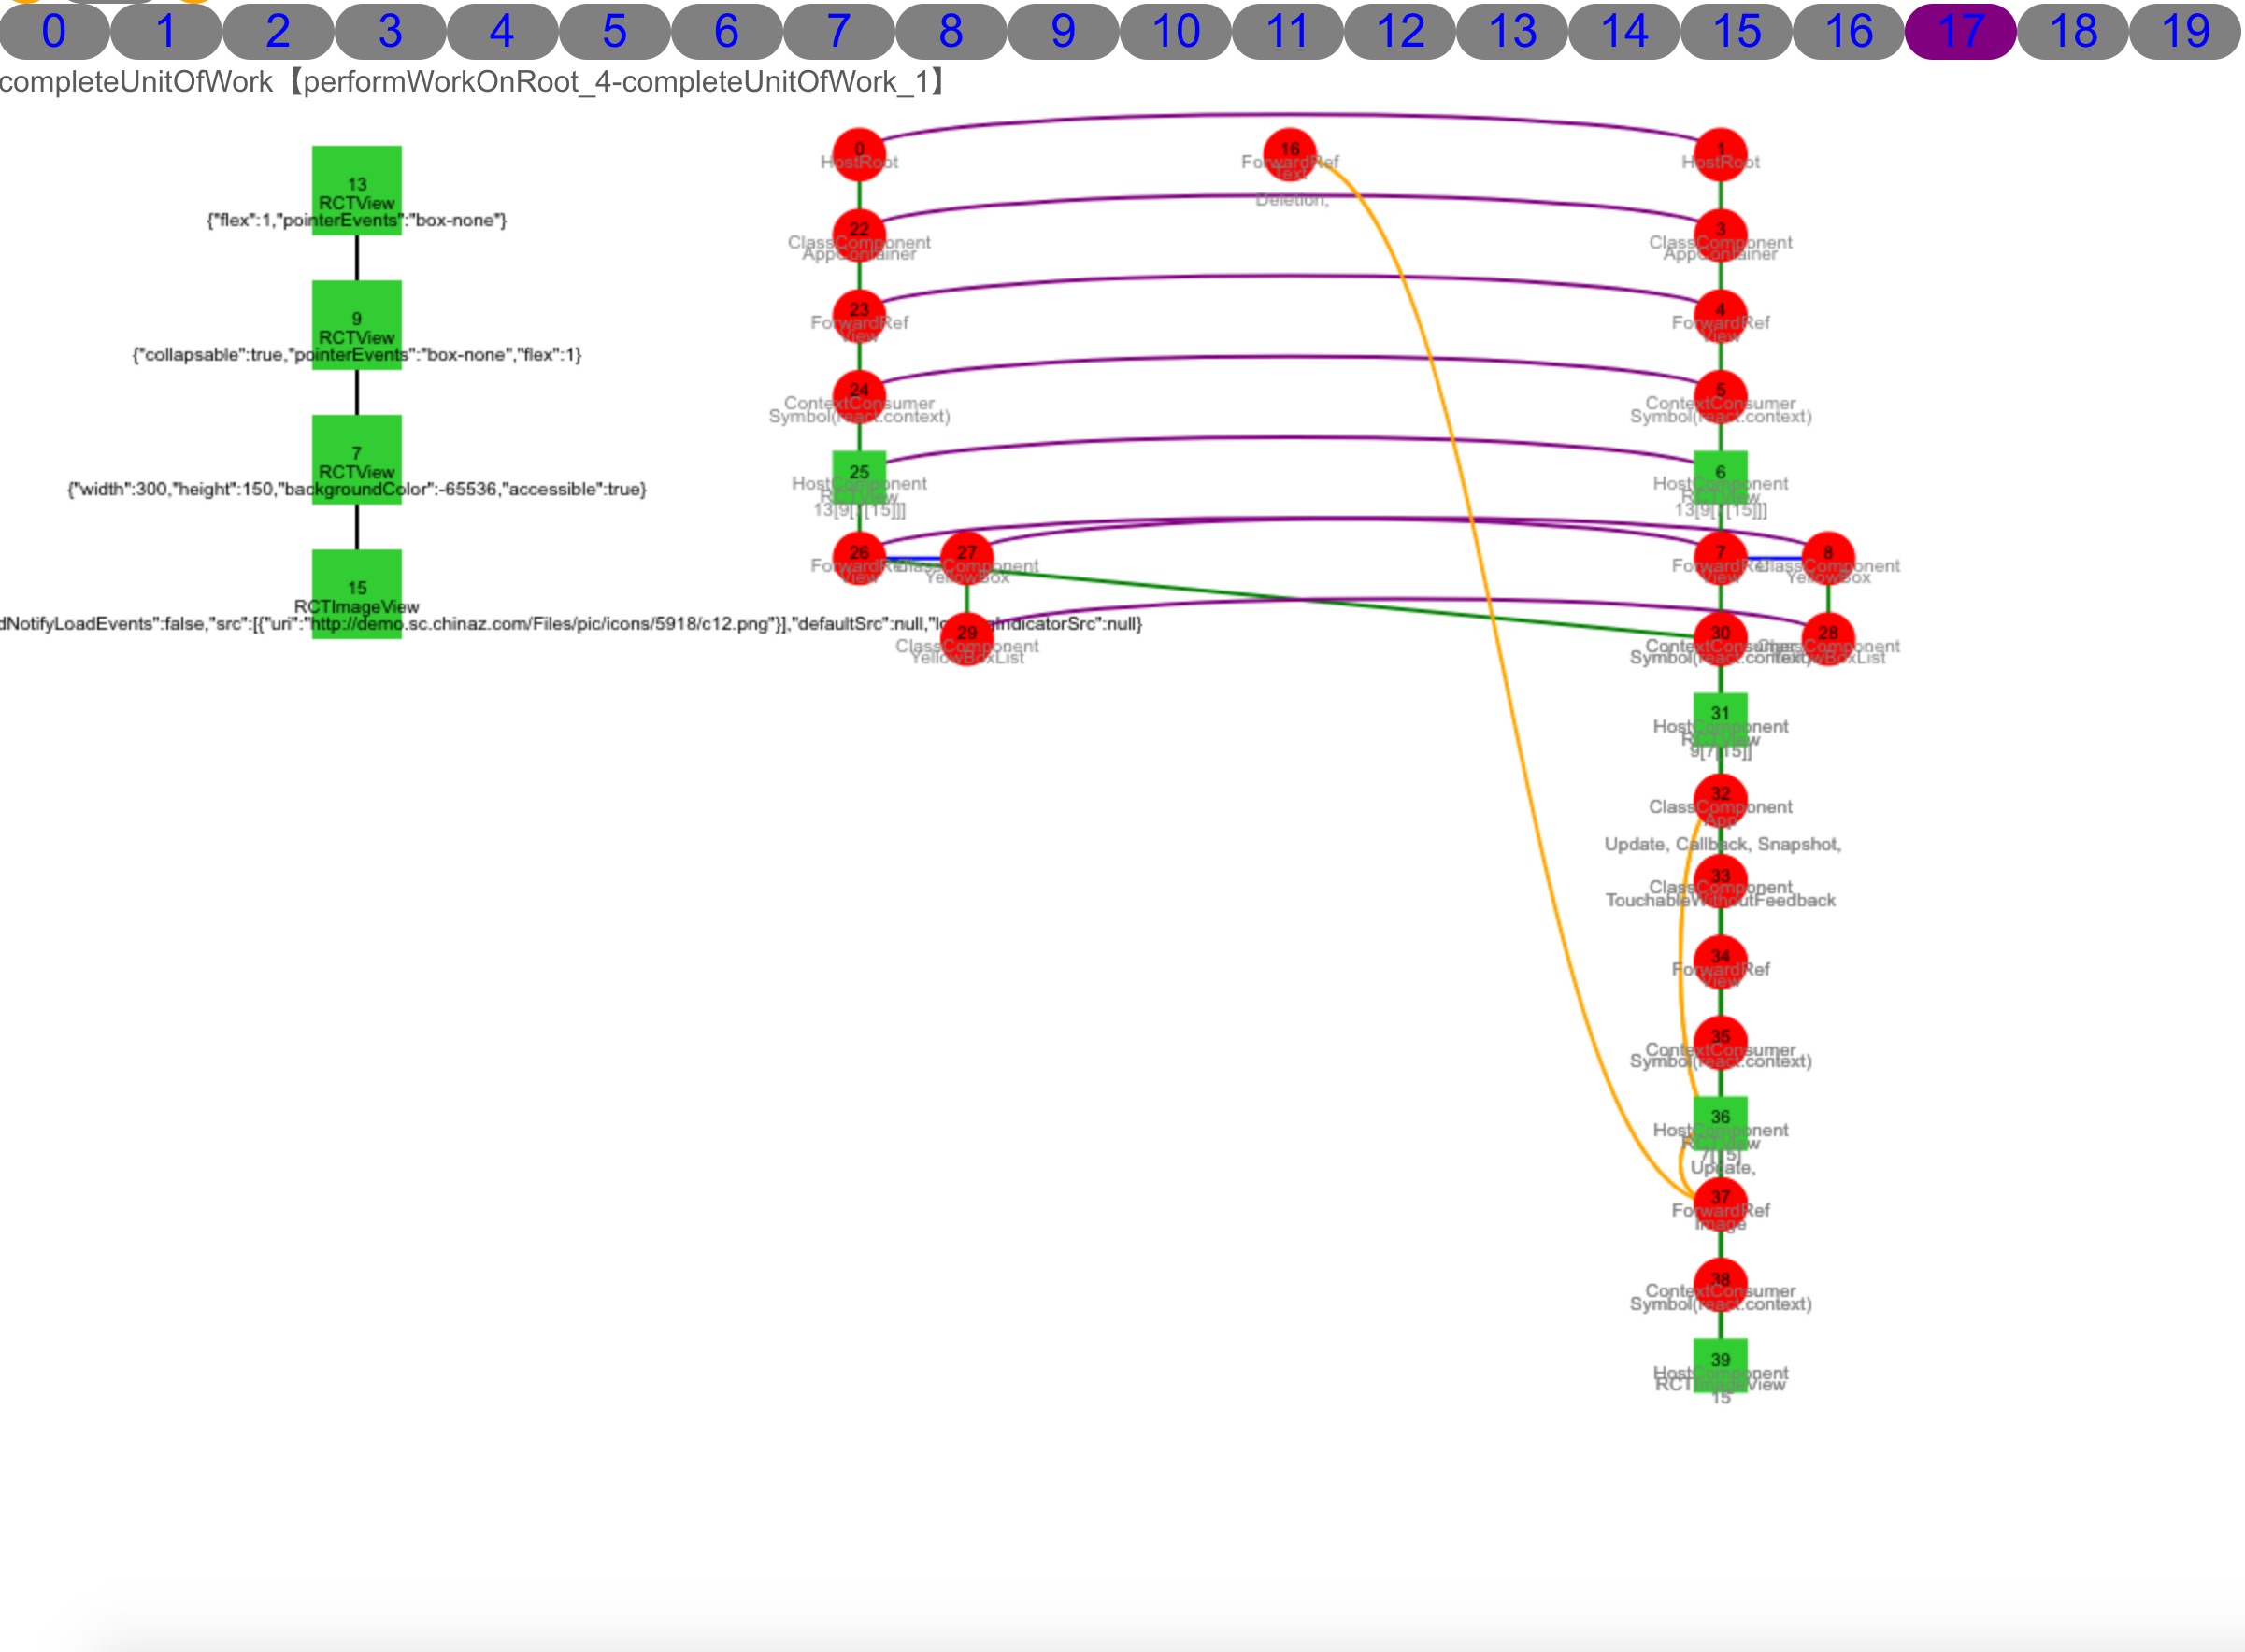 0 1 2 3 4 5 6 7 8 9 10 11 12 13 14 15 16 17 18 19
completeUnitOfWork【performWorkOnRoot_4-completeUnitOfWork_1】
13
RCTView
{"flex":1,"pointerEvents":"box-none"}
9
RCTView
{"collapsable":true,"pointerEvents":"box-none","flex":1}
7
RCTView
{"width":300,"height":150,"backgroundColor":-65536,"accessible":true}
15
RCTImageView
dNotifyLoadEvents":false,"src":[{"uri":"http://demo.sc.chinaz.com/Files/pic/icons/5918/c12.png"}],"defaultSrc":null,
0
HostRoot
22
ClassComponent
AppContainer
23
ForwardRef
View
24
ContextConsumer
Symbol(react.context)
25
HostComponent
RCTView
13[9[7[15]]]
26
ForwardRef
View
27
ClassComponent
YellowBox
29
ClassComponent
YellowBoxList
16
ForwardRef
Text
Deletion,
1
HostRoot
3
ClassComponent
AppContainer
4
ForwardRef
View
5
ContextConsumer
Symbol(react.context)
6
HostComponent
RCTView
13[9[7[15]]]
7
ForwardRef
View
8
ClassComponent
YellowBox
30
ContextConsumer
Symbol(react.context)
28
ClassComponent
YellowBoxList
31
HostComponent
RCTView
9[7[15]]
32
ClassComponent
App
Update, Callback, Snapshot,
33
ClassComponent
TouchableWithoutFeedback
34
ForwardRef
View
35
ContextConsumer
Symbol(react.context)
36
HostComponent
RCTView
7[15]
Update,
37
ForwardRef
Image
38
ContextConsumer
Symbol(react.context)
39
HostComponent
RCTImageView
15